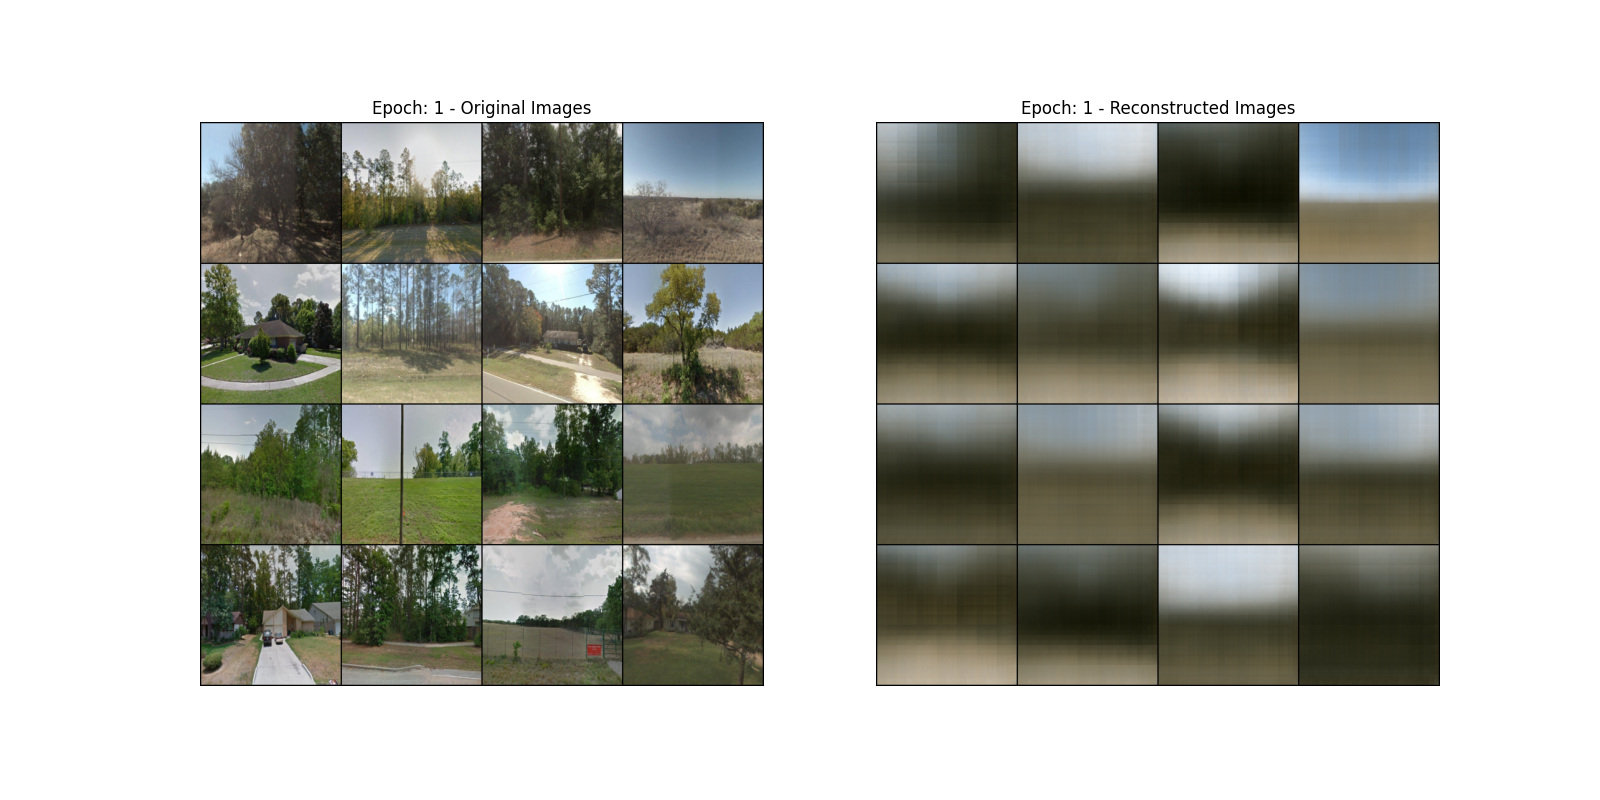 Epoch: 1 - Original Images
Epoch: 1 - Reconstructed Images